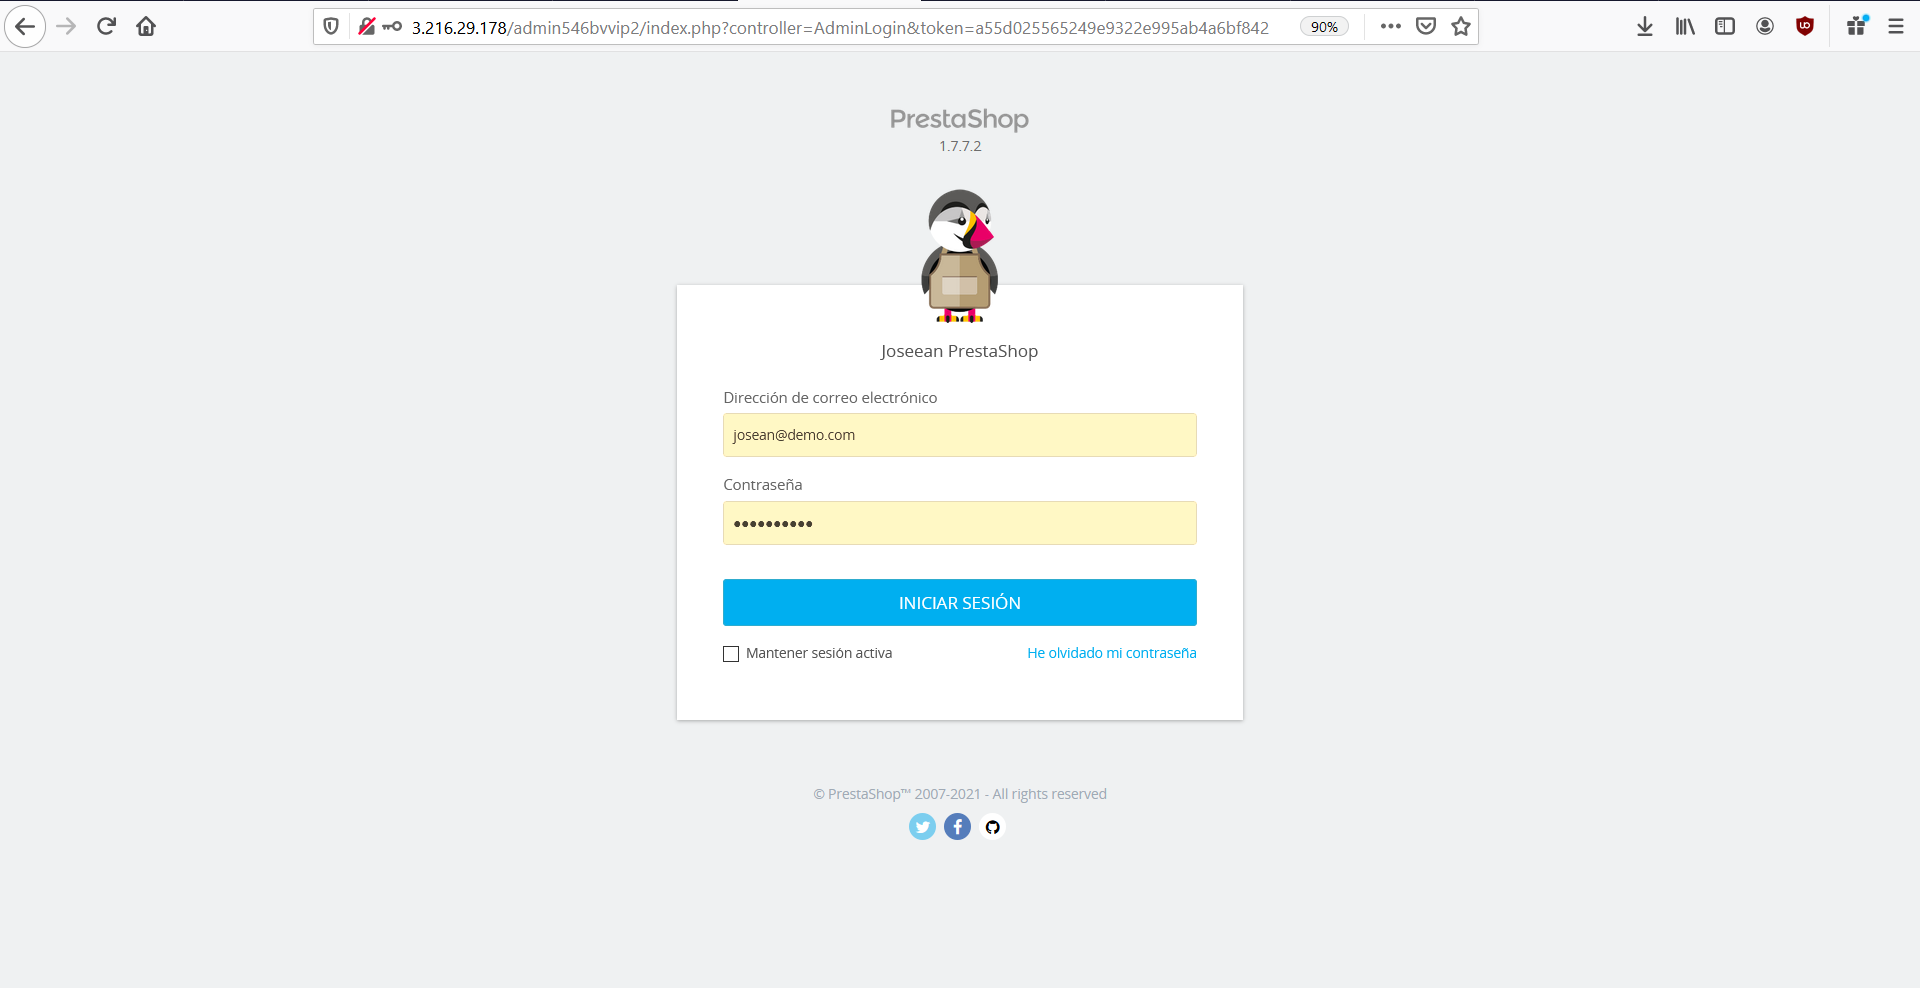 3.216.29.178/admin546bvvip2/index.php?controller=AdminLogin&token=a55d025565249e9322e995ab4a6bf842
90%
PrestaShop
1.7.7.2
Joseean PrestaShop
Dirección de correo electrónico
josean@demo.com
Contraseña
••••••••••
INICIAR SESIÓN
Mantener sesión activa
He olvidado mi contraseña
© PrestaShop™ 2007-2021 - All rights reserved